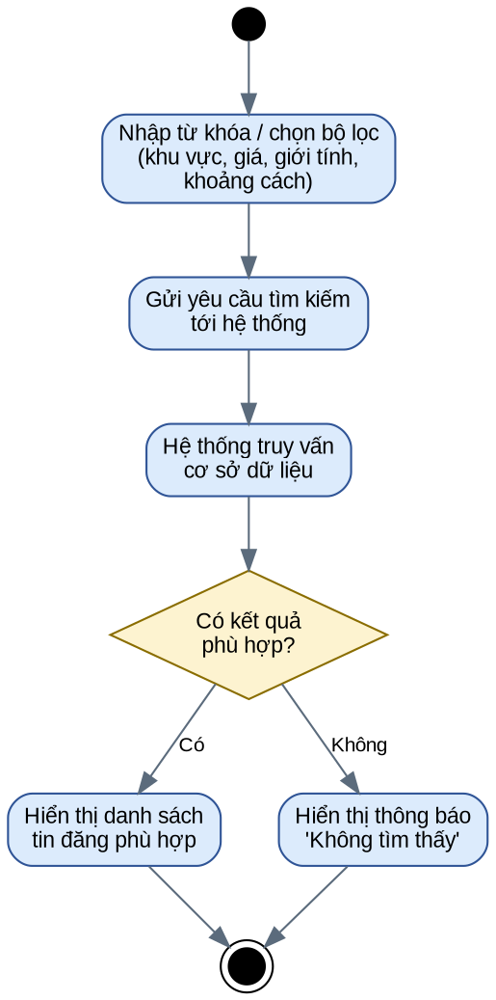 Nhập từ khóa / chọn bộ lọc
(khu vực, giá, giới tính,
khoảng cách)
Gửi yêu cầu tìm kiếm
tới hệ thống
Hệ thống truy vấn
cơ sở dữ liệu
Có kết quả
phù hợp?
Có
Không
Hiển thị danh sách
tin đăng phù hợp
Hiển thị thông báo
'Không tìm thấy'